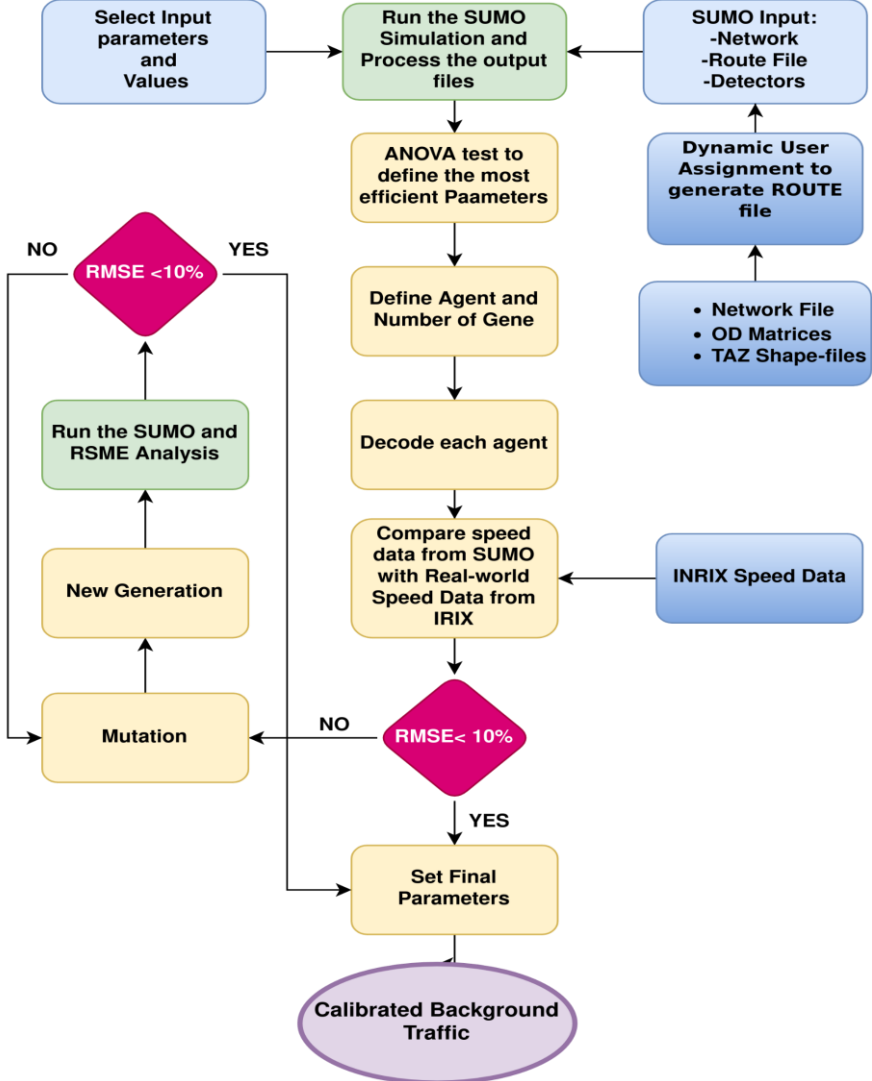 Select Input
parameters
and
Values
Run the SUMO
Simulation and
Process the output
files
SUMO Input:
-Network
-Route File
-Detectors
ANOVA test to
define the most
efficient Paameters
Dynamic User
Assignment to
generate ROUTE
file
NO
YES
RMSE <10%
Define Agent and
Number of Gene
• Network File
• OD Matrices
• TAZ Shape-files
Run the SUMO and
RSME Analysis
Decode each agent
Compare speed
data from SUMO
with Real-world
Speed Data from
IRIX
INRIX Speed Data
New Generation
Mutation
NO
RMSE< 10%
YES
Set Final
Parameters
Calibrated Background
Traffic